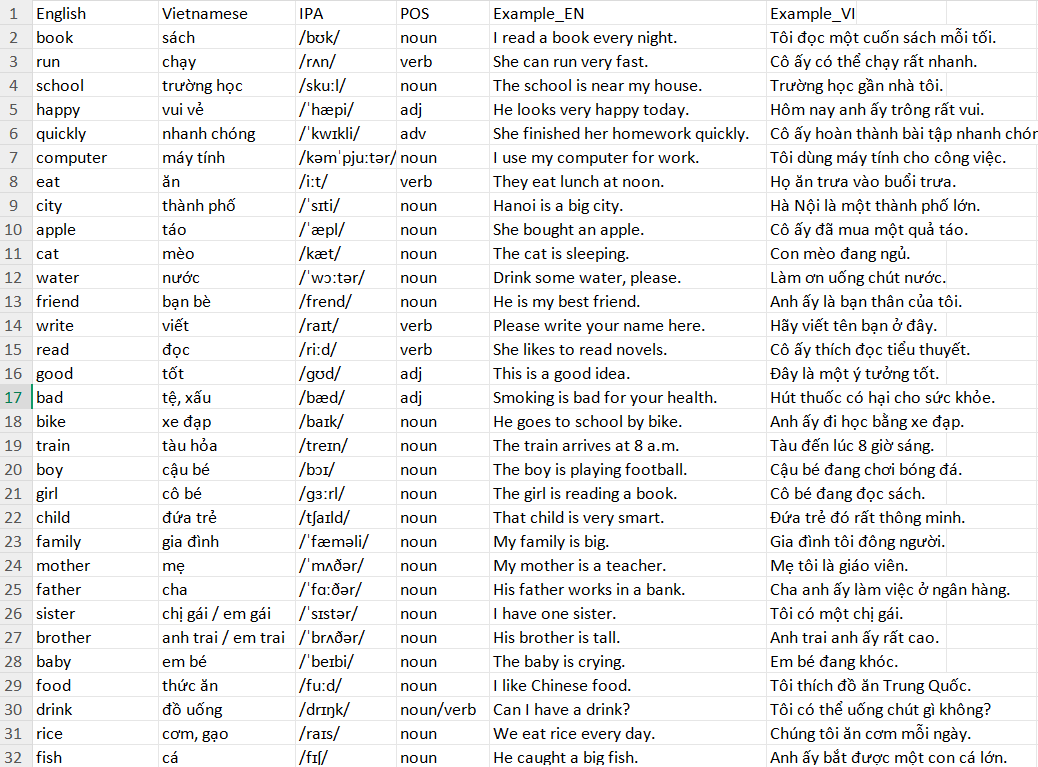 1 English Vietnamese IPA POS Example_EN Example_VI
2 book sách /bʊk/ noun I read a book every night. Tôi đọc một cuốn sách mỗi tối.
3 run chạy /rʌn/ verb She can run very fast. Cô ấy có thể chạy rất nhanh.
4 school trường học /skuːl/ noun The school is near my house. Trường học gần nhà tôi.
5 happy vui vẻ /ˈhæpi/ adj He looks very happy today. Hôm nay anh ấy trông rất vui.
6 quickly nhanh chóng /ˈkwɪkli/ adv She finished her homework quickly. Cô ấy hoàn thành bài tập nhanh chón
7 computer máy tính /kəmˈpjuːtər/ noun I use my computer for work. Tôi dùng máy tính cho công việc.
8 eat ăn /iːt/ verb They eat lunch at noon. Họ ăn trưa vào buổi trưa.
9 city thành phố /ˈsɪti/ noun Hanoi is a big city. Hà Nội là một thành phố lớn.
10 apple táo /ˈæpl/ noun She bought an apple. Cô ấy đã mua một quả táo.
11 cat mèo /kæt/ noun The cat is sleeping. Con mèo đang ngủ.
12 water nước /ˈwɔːtər/ noun Drink some water, please. Làm ơn uống chút nước.
13 friend bạn bè /frend/ noun He is my best friend. Anh ấy là bạn thân của tôi.
14 write viết /raɪt/ verb Please write your name here. Hãy viết tên bạn ở đây.
15 read đọc /riːd/ verb She likes to read novels. Cô ấy thích đọc tiểu thuyết.
16 good tốt /ɡʊd/ adj This is a good idea. Đây là một ý tưởng tốt.
17 bad tệ, xấu /bæd/ adj Smoking is bad for your health. Hút thuốc có hại cho sức khỏe.
18 bike xe đạp /baɪk/ noun He goes to school by bike. Anh ấy đi học bằng xe đạp.
19 train tàu hỏa /treɪn/ noun The train arrives at 8 a.m. Tàu đến lúc 8 giờ sáng.
20 boy cậu bé /bɔɪ/ noun The boy is playing football. Cậu bé đang chơi bóng đá.
21 girl cô bé /ɡɜːrl/ noun The girl is reading a book. Cô bé đang đọc sách.
22 child đứa trẻ /tʃaɪld/ noun That child is very smart. Đứa trẻ đó rất thông minh.
23 family gia đình /ˈfæməli/ noun My family is big. Gia đình tôi đông người.
24 mother mẹ /ˈmʌðər/ noun My mother is a teacher. Mẹ tôi là giáo viên.
25 father cha /ˈfɑːðər/ noun His father works in a bank. Cha anh ấy làm việc ở ngân hàng.
26 sister chị gái / em gái /ˈsɪstər/ noun I have one sister. Tôi có một chị gái.
27 brother anh trai / em trai /ˈbrʌðər/ noun His brother is tall. Anh trai anh ấy rất cao.
28 baby em bé /ˈbeɪbi/ noun The baby is crying. Em bé đang khóc.
29 food thức ăn /fuːd/ noun I like Chinese food. Tôi thích đồ ăn Trung Quốc.
30 drink đồ uống /drɪŋk/ noun/verb Can I have a drink? Tôi có thể uống chút gì không?
31 rice cơm, gạo /raɪs/ noun We eat rice every day. Chúng tôi ăn cơm mỗi ngày.
32 fish cá /fɪʃ/ noun He caught a big fish. Anh ấy bắt được một con cá lớn.